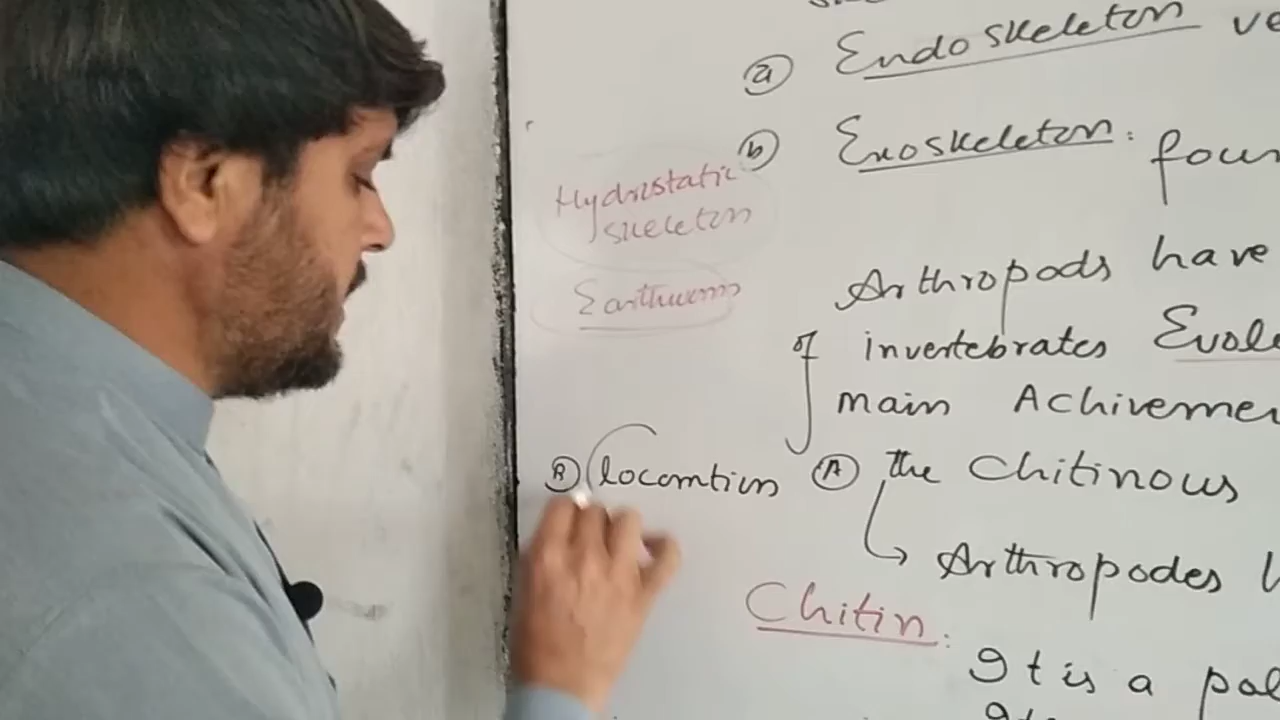 (a) Endoskeleton ve
(b) Exoskeleton: foun
Hydrostatic
skeleton
Earthworm
Arthropods have
of invertebrates Evol
main Achivemen
(B) locomtion (A) the Chitinous
Arthropodes
Chitin:
It is a pol